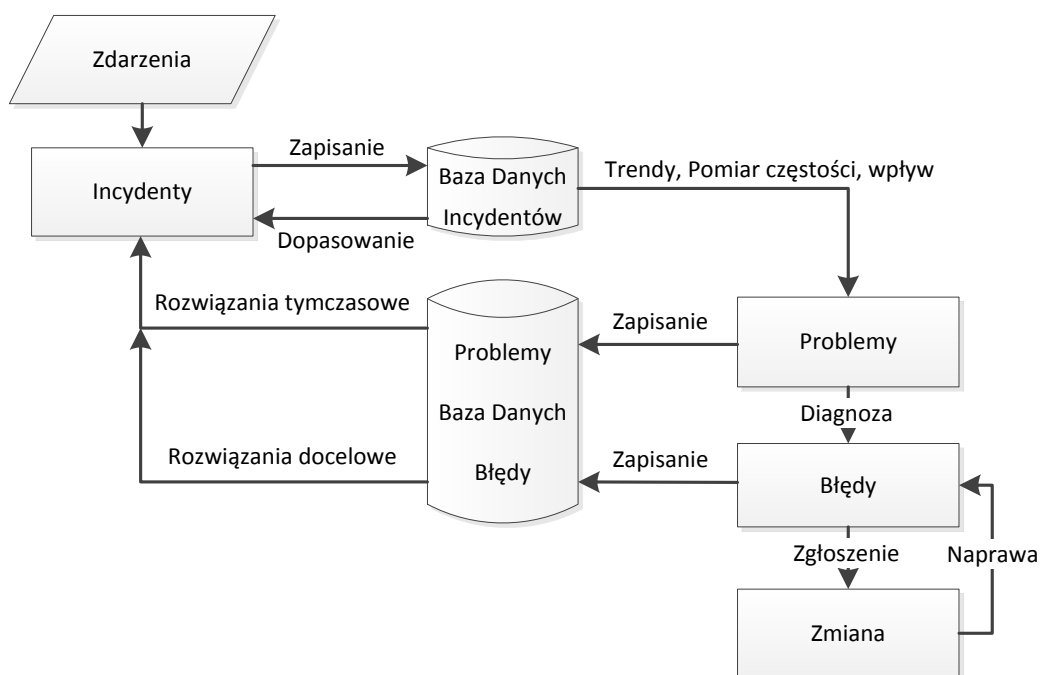 Zdarzenia
Zapisanie
Incydenty
Baza Danych
Incydentów
Trendy, Pomiar częstości, wpływ
Dopasowanie
Rozwiązania tymczasowe
Zapisanie
Problemy
Problemy
Baza Danych
Diagnoza
Rozwiązania docelowe
Zapisanie
Błędy
Błędy
Zgłoszenie
Naprawa
Zmiana